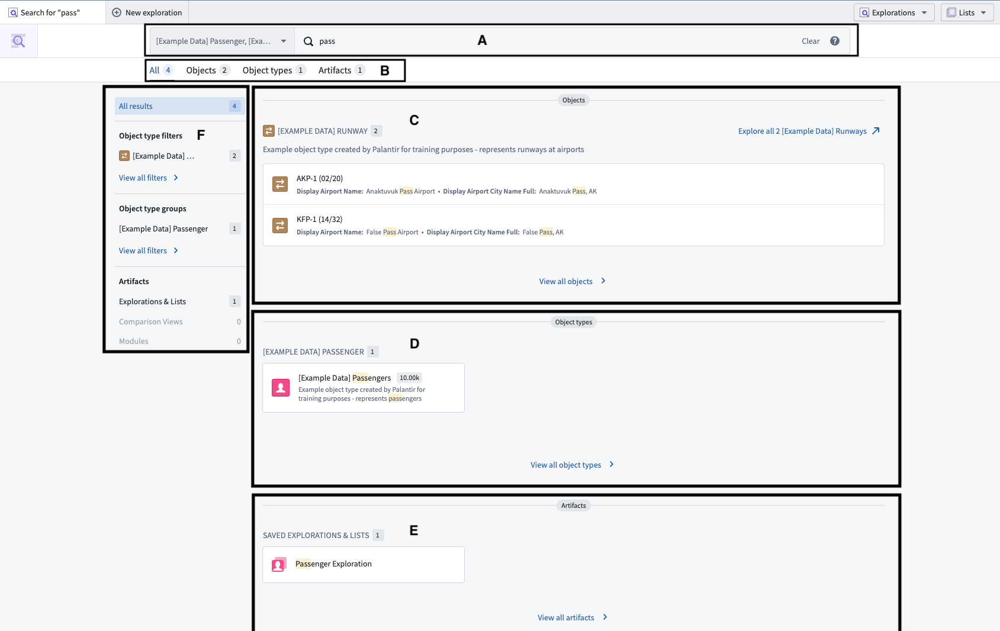 Search for "pass"
New exploration
Explorations
Lists
[Example Data] Passenger, [Exa...
pass
A
Clear
All 4
Objects 2
Object types 1
Artifacts 1
B
All results 4
Object type filters
F
[Example Data] ... 2
View all filters
Object type groups
[Example Data] Passenger 1
View all filters
Artifacts
Explorations & Lists 1
Comparison Views 0
Modules 0
Objects
C
[EXAMPLE DATA] RUNWAY 2
Explore all 2 [Example Data] Runways
Example object type created by Palantir for training purposes - represents runways at airports
AKP-1 (02/20)
Display Airport Name: Anaktuvuk Pass Airport • Display Airport City Name Full: Anaktuvuk Pass, AK
KFP-1 (14/32)
Display Airport Name: False Pass Airport • Display Airport City Name Full: False Pass, AK
View all objects
Object types
D
[EXAMPLE DATA] PASSENGER 1
[Example Data] Passengers 10.00k
Example object type created by Palantir for
training purposes - represents passengers
View all object types
Artifacts
E
SAVED EXPLORATIONS & LISTS 1
Passenger Exploration
View all artifacts